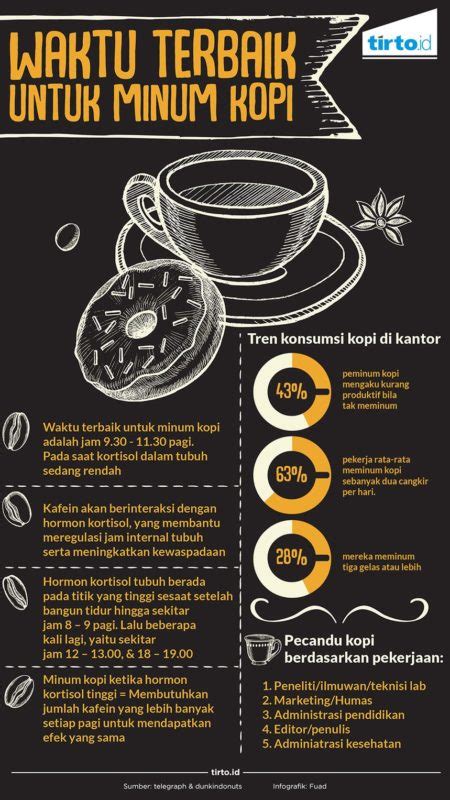 WAKTU TERBAIK
UNTUK MINUM KOPI
tirto.id
Tren konsumsi kopi di kantor
43%
peminum kopi
mengaku kurang
produktif bila
tak meminum
63%
pekerja rata-rata
meminum kopi
sebanyak dua cangkir
per hari.
28%
mereka meminum
tiga gelas atau lebih
Waktu terbaik untuk minum kopi
adalah jam 9.30 - 11.30 pagi.
Pada saat kortisol dalam tubuh
sedang rendah
Kafein akan berinteraksi dengan
hormon kortisol, yang membantu
meregulasi jam internal tubuh
serta meningkatkan kewaspadaan
Hormon kortisol tubuh berada
pada titik yang tinggi sesaat setelah
bangun tidur hingga sekitar
jam 8 – 9 pagi. Lalu beberapa
kali lagi, yaitu sekitar
jam 12 – 13.00, & 18 – 19.00
Minum kopi ketika hormon
kortisol tinggi = Membutuhkan
jumlah kafein yang lebih banyak
setiap pagi untuk mendapatkan
efek yang sama
Pecandu kopi
berdasarkan pekerjaan:
1. Peneliti/ilmuwan/teknisi lab
2. Marketing/Humas
3. Administrasi pendidikan
4. Editor/penulis
5. Adminiatrasi kesehatan
tirto.id
Sumber: telegraph & dunkindonuts
Infografik: Fuad